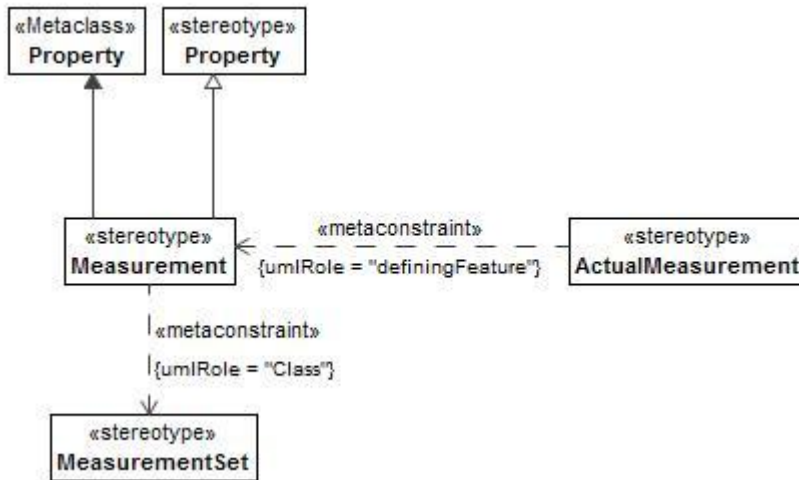 «Metaclass»
Property
«stereotype»
Property
«stereotype»
Measurement
«metaconstraint»
{umlRole = "definingFeature"}
«stereotype»
ActualMeasurement
«metaconstraint»
{umlRole = "Class"}
«stereotype»
MeasurementSet